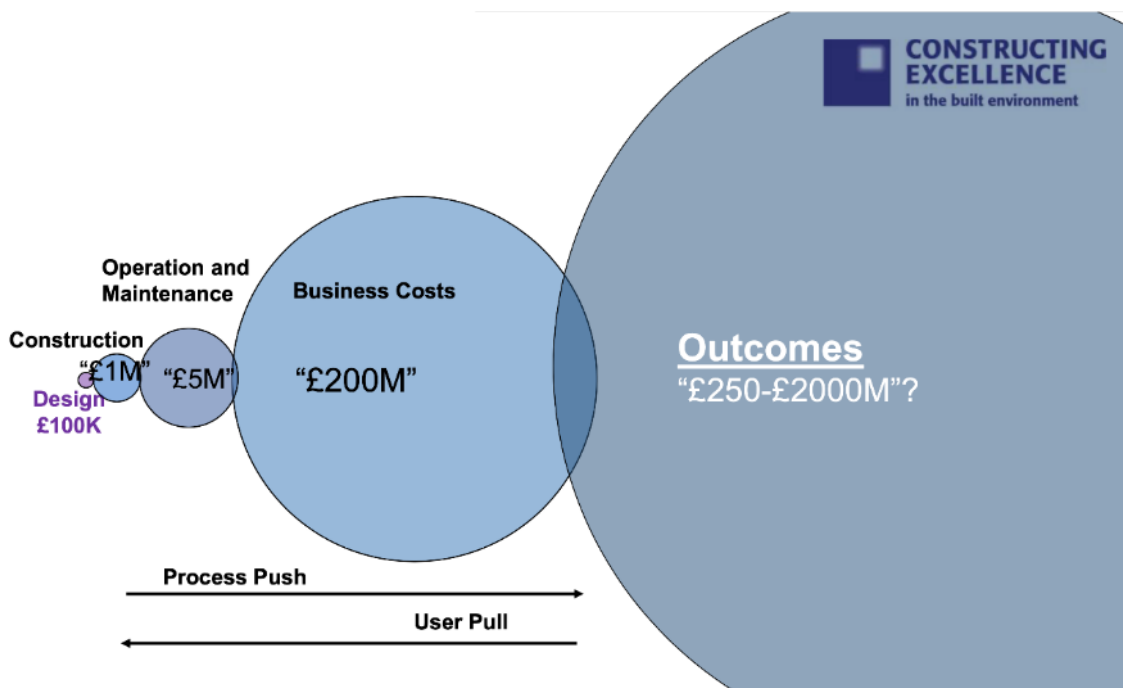 CONSTRUCTING
EXCELLENCE
in the built environment
Operation and
Maintenance
Business Costs
Construction
"£1M"
"£5M"
"£200M"
Design
£100K
Outcomes
"£250-£2000M"?
Process Push
User Pull